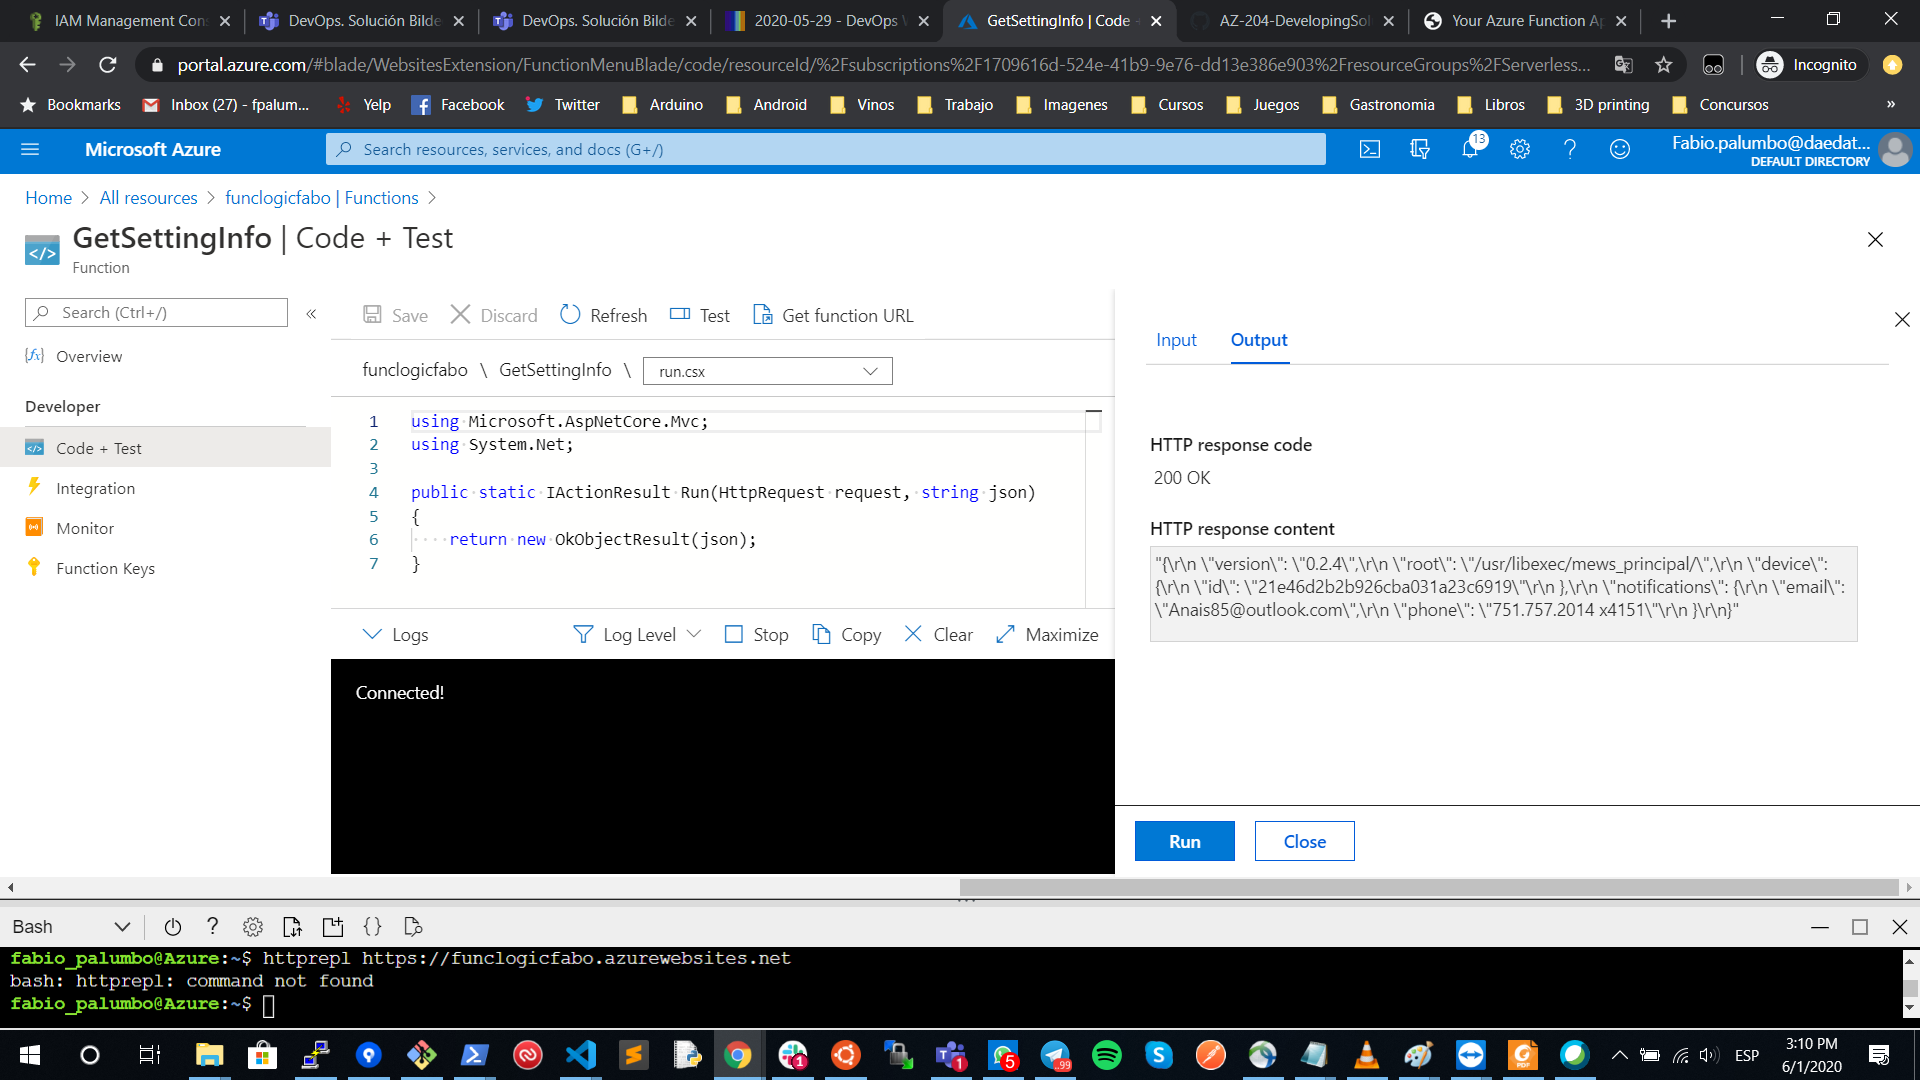 IAM Management Con
DevOps. Solución Bilde
DevOps. Solución Bilde
2020-05-29 - DevOps
GetSettingInfo | Code
AZ-204-DevelopingSol
Your Azure Function Ap
portal.azure.com/#blade/WebsitesExtension/FunctionMenuBlade/code/resourceId/%2Fsubscriptions%2F1709616d-524e-41b9-9e76-dd13e386e903%2FresourceGroups%2FServerless...
Incognito
Bookmarks
Inbox (27) - fpalum...
Yelp
Facebook
Twitter
Arduino
Android
Vinos
Trabajo
Imagenes
Cursos
Juegos
Gastronomia
Libros
3D printing
Concursos
»
Microsoft Azure
Search resources, services, and docs (G+/)
13
Fabio.palumbo@daedat...
DEFAULT DIRECTORY
Home > All resources > funclogicfabo | Functions >
GetSettingInfo | Code + Test
Function
Search (Ctrl+/)
«
Overview
Developer
Code + Test
Integration
Monitor
Function Keys
Save
Discard
Refresh
Test
Get function URL
funclogicfabo \ GetSettingInfo \ run.csx
1 using Microsoft.AspNetCore.Mvc;
2 using System.Net;
3
4 public static IActionResult Run(HttpRequest request, string json)
5 {
6 return new OkObjectResult(json);
7 }
Logs
Log Level
Stop
Copy
Clear
Maximize
Connected!
Input
Output
HTTP response code
200 OK
HTTP response content
"{\r\n \"version\": \"0.2.4\",\r\n \"root\": \"/usr/libexec/mews_principal/\",\r\n \"device\":
{\r\n \"id\": \"21e46d2b2b926cba031a23c6919\"\r\n },\r\n \"notifications\": {\r\n \"email\":
\"Anais85@outlook.com\",\r\n \"phone\": \"751.757.2014 x4151\"\r\n }\r\n}"
Run
Close
Bash
fabio_palumbo@Azure:~$ httprepl https://funclogicfabo.azurewebsites.net
bash: httprepl: command not found
fabio_palumbo@Azure:~$
1
1
5
99
ESP
3:10 PM
6/1/2020